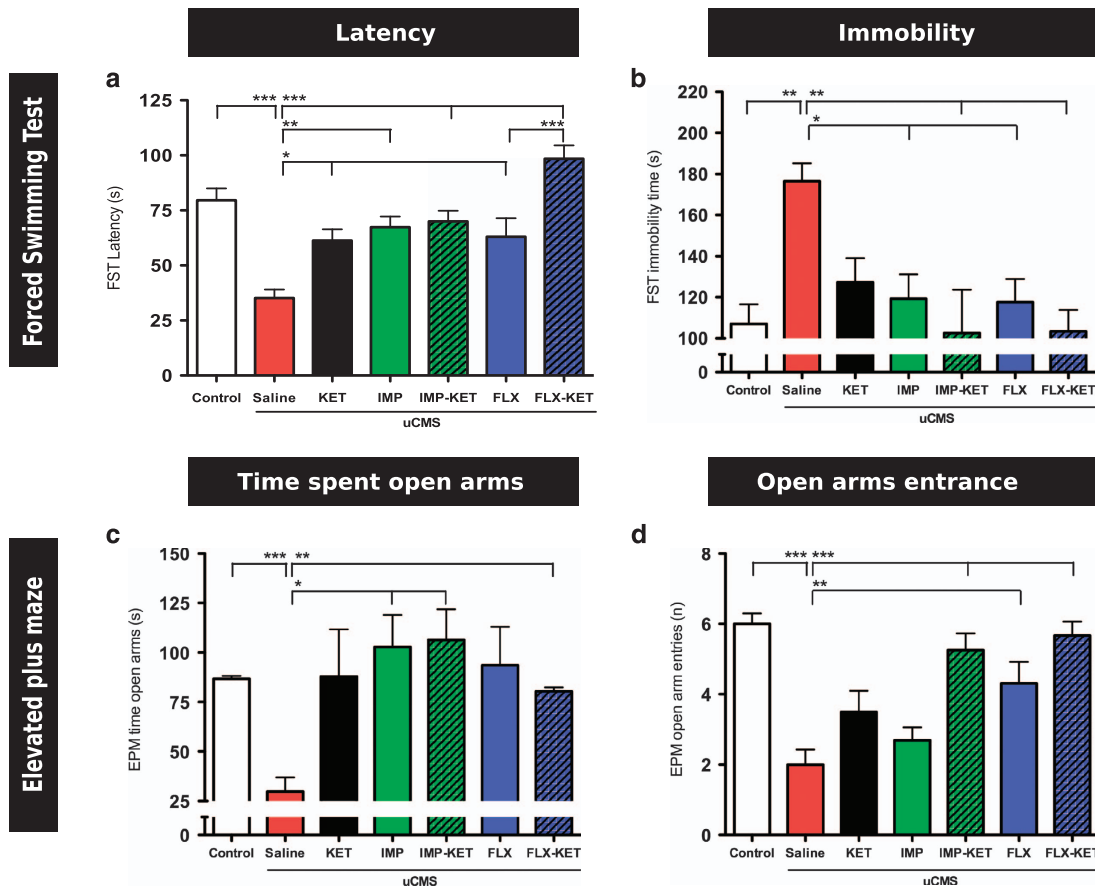 Latency
Immobility
Forced Swimming Test
a
FST Latency (s)
125
100
75
50
25
0
*** ***
**
***
*
Control Saline KET IMP IMP-KET FLX FLX-KET
uCMS
b
FST immobility time (s)
220
200
180
160
140
120
100
0
** **
*
Control Saline KET IMP IMP-KET FLX FLX-KET
uCMS
Time spent open arms
Open arms entrance
Elevated plus maze
c
EPM time open arms (s)
150
125
100
75
50
25
0
*** **
*
Control Saline KET IMP IMP-KET FLX FLX-KET
uCMS
d
EPM open arm entries (n)
8
6
4
2
0
*** ***
**
Control Saline KET IMP IMP-KET FLX FLX-KET
uCMS